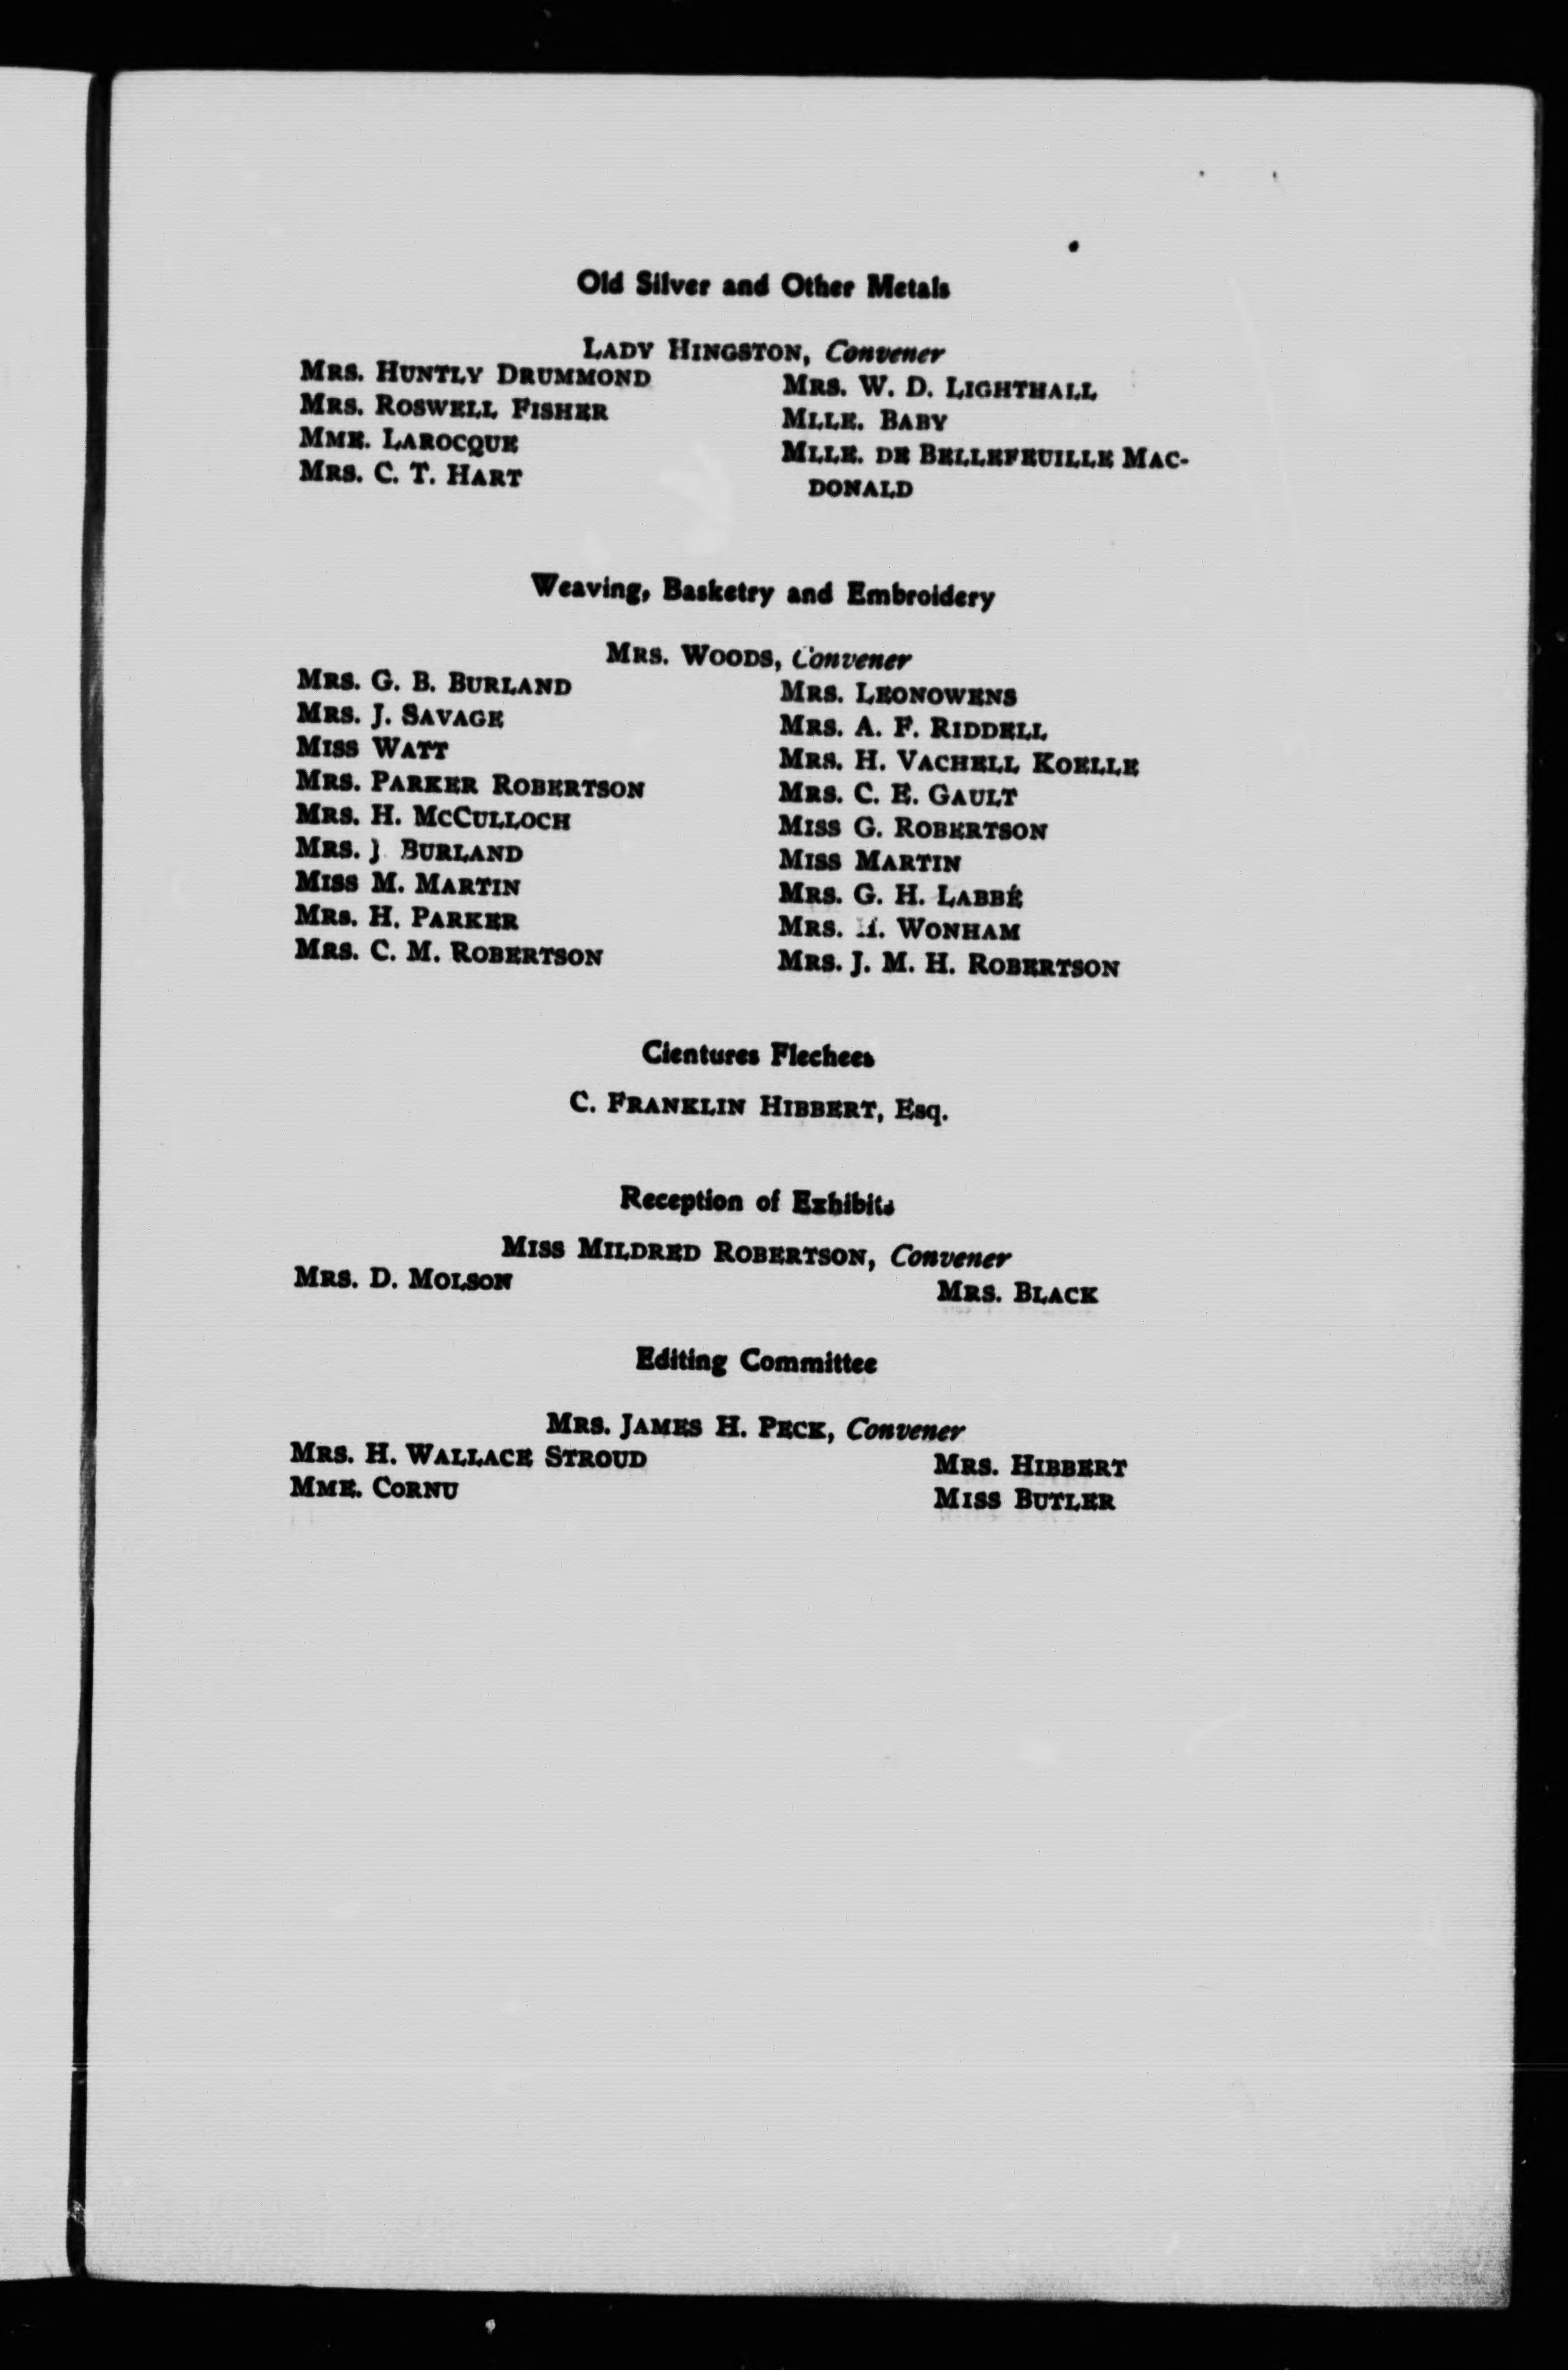 Old Silver and Other Metals
LADY HINGSTON, Convener
MRS. HUNTLY DRUMMOND
MRS. ROSWELL FISHER
MME. LAROCQUE
MRS. C. T. HART
MRS. W. D. LIGHTHALL
MLLE. BABY
MLLE. DE BELLEFEUILLE MAC-
DONALD
Weaving, Basketry and Embroidery
MRS. WOODS, Convener
MRS. G. B. BURLAND
MRS. J. SAVAGE
MISS WATT
MRS. PARKER ROBERTSON
MRS. H. MCCULLOCH
MRS. J BURLAND
MISS M. MARTIN
MRS. H. PARKER
MRS. C. M. ROBERTSON
MRS. LEONOWENS
MRS. A. F. RIDDELL
MRS. H. VACHELL KOELLE
MRS. C. E. GAULT
MISS G. ROBERTSON
MISS MARTIN
MRS. G. H. LABBÉ
MRS. WONHAM
MRS. J. M. H. ROBERTSON
Cientures Flechees
C. FRANKLIN HIBBERT, Esq.
Reception of Exhibits
MISS MILDRED ROBERTSON, Convener
MRS. D. MOLSON
MRS. BLACK
Editing Committee
MRS. JAMES H. PECK, Convener
MRS. H. WALLACE STROUD
MME. CORNU
MRS. HIBBERT
MISS BUTLER